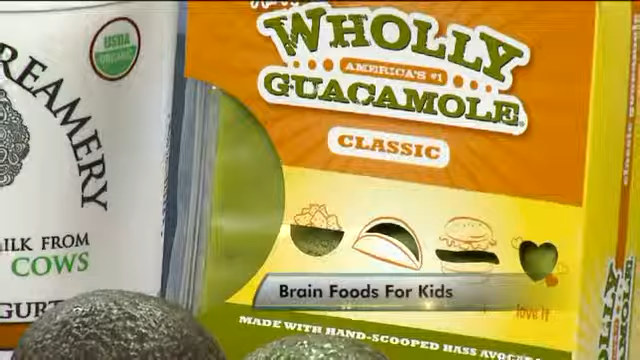 USDA
ORGANIC
REAMERY
ILK FROM
COWS
GURT
WHOLLY
AMERICA'S #1
GUACAMOLE
CLASSIC
Brain Foods For Kids
love it
MADE WITH HAND-SCOOPED HASS AVOCA
WHOLLY